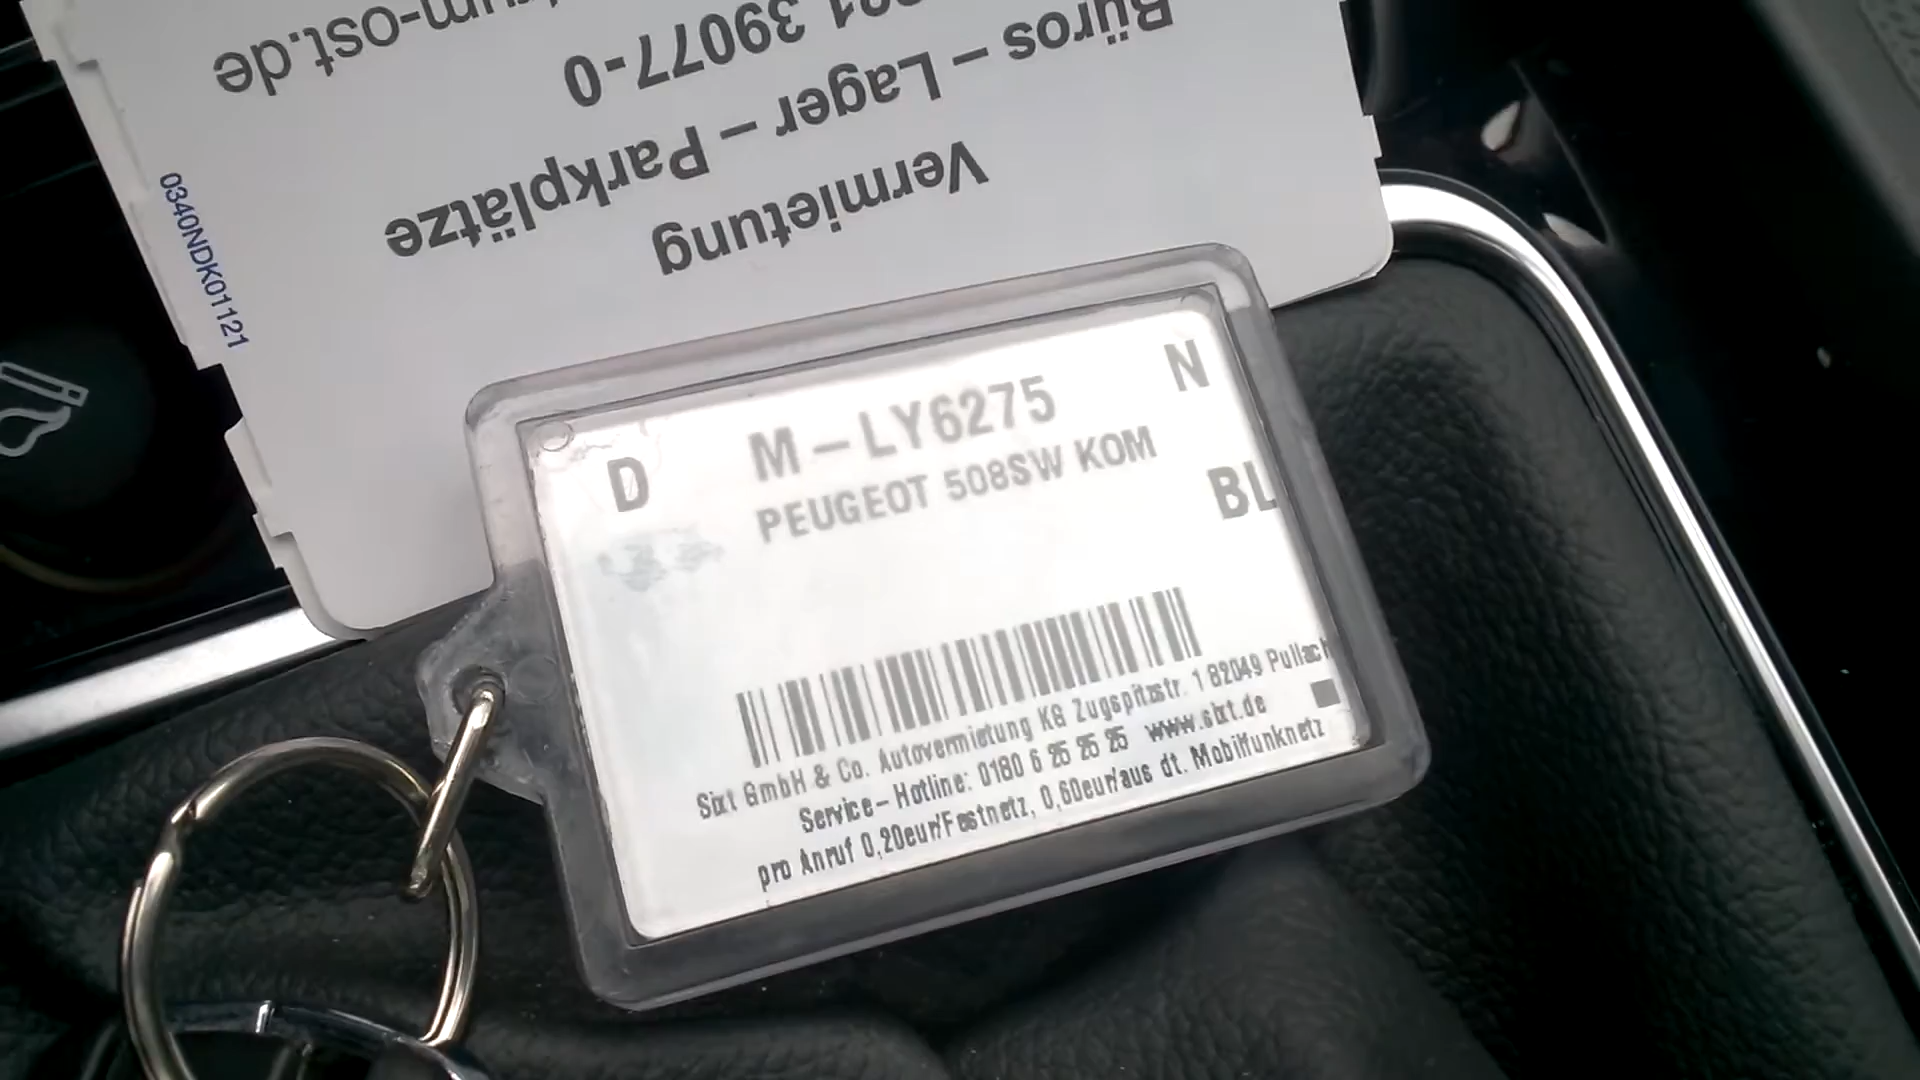 Büros – Lager – Parkplätze
Vermietung
39077-0
ost.de
0340NDK01121
D
M – LY6275
N
PEUGEOT 508SW KOM
BL
Sixt GmbH & Co. Autovermietung KG Zugspitzstr. 1 82049 Pullach
Service-Hotline: 0180 6 25 25 25 www.sixt.de
pro Anruf 0,20eur/Festnetz, 0,60eur/aus dt. Mobilfunknetz